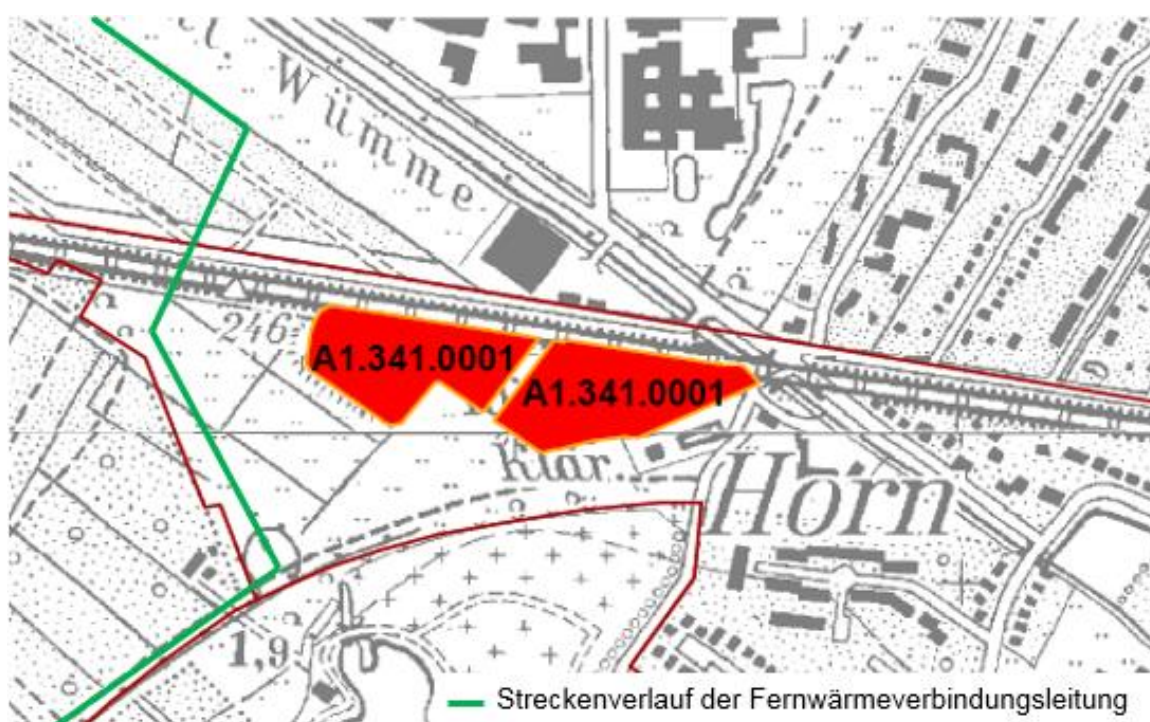 Wümme
246
A1.341.0001
A1.341.0001
Klär.
Horn
1,9
Streckenverlauf der Fernwärmeverbindungsleitung